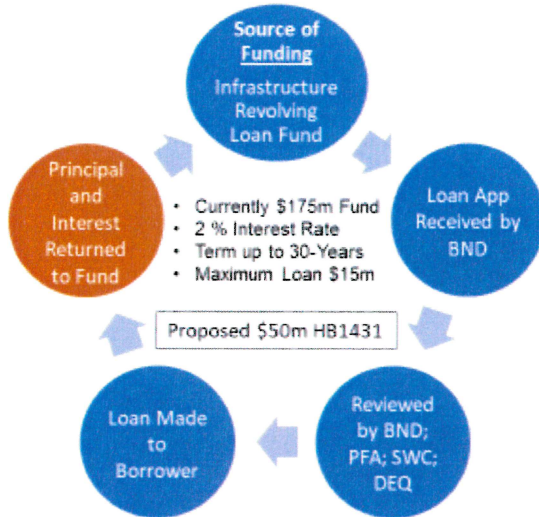 Source of
Funding
Infrastructure
Revolving
Loan Fund
Loan App
Received by
BND
Reviewed
by BND;
PFA; SWC;
DEQ
Loan Made
to
Borrower
Principal
and
Interest
Returned
to Fund
• Currently $175m Fund
• 2 % Interest Rate
• Term up to 30-Years
• Maximum Loan $15m
Proposed $50m HB1431